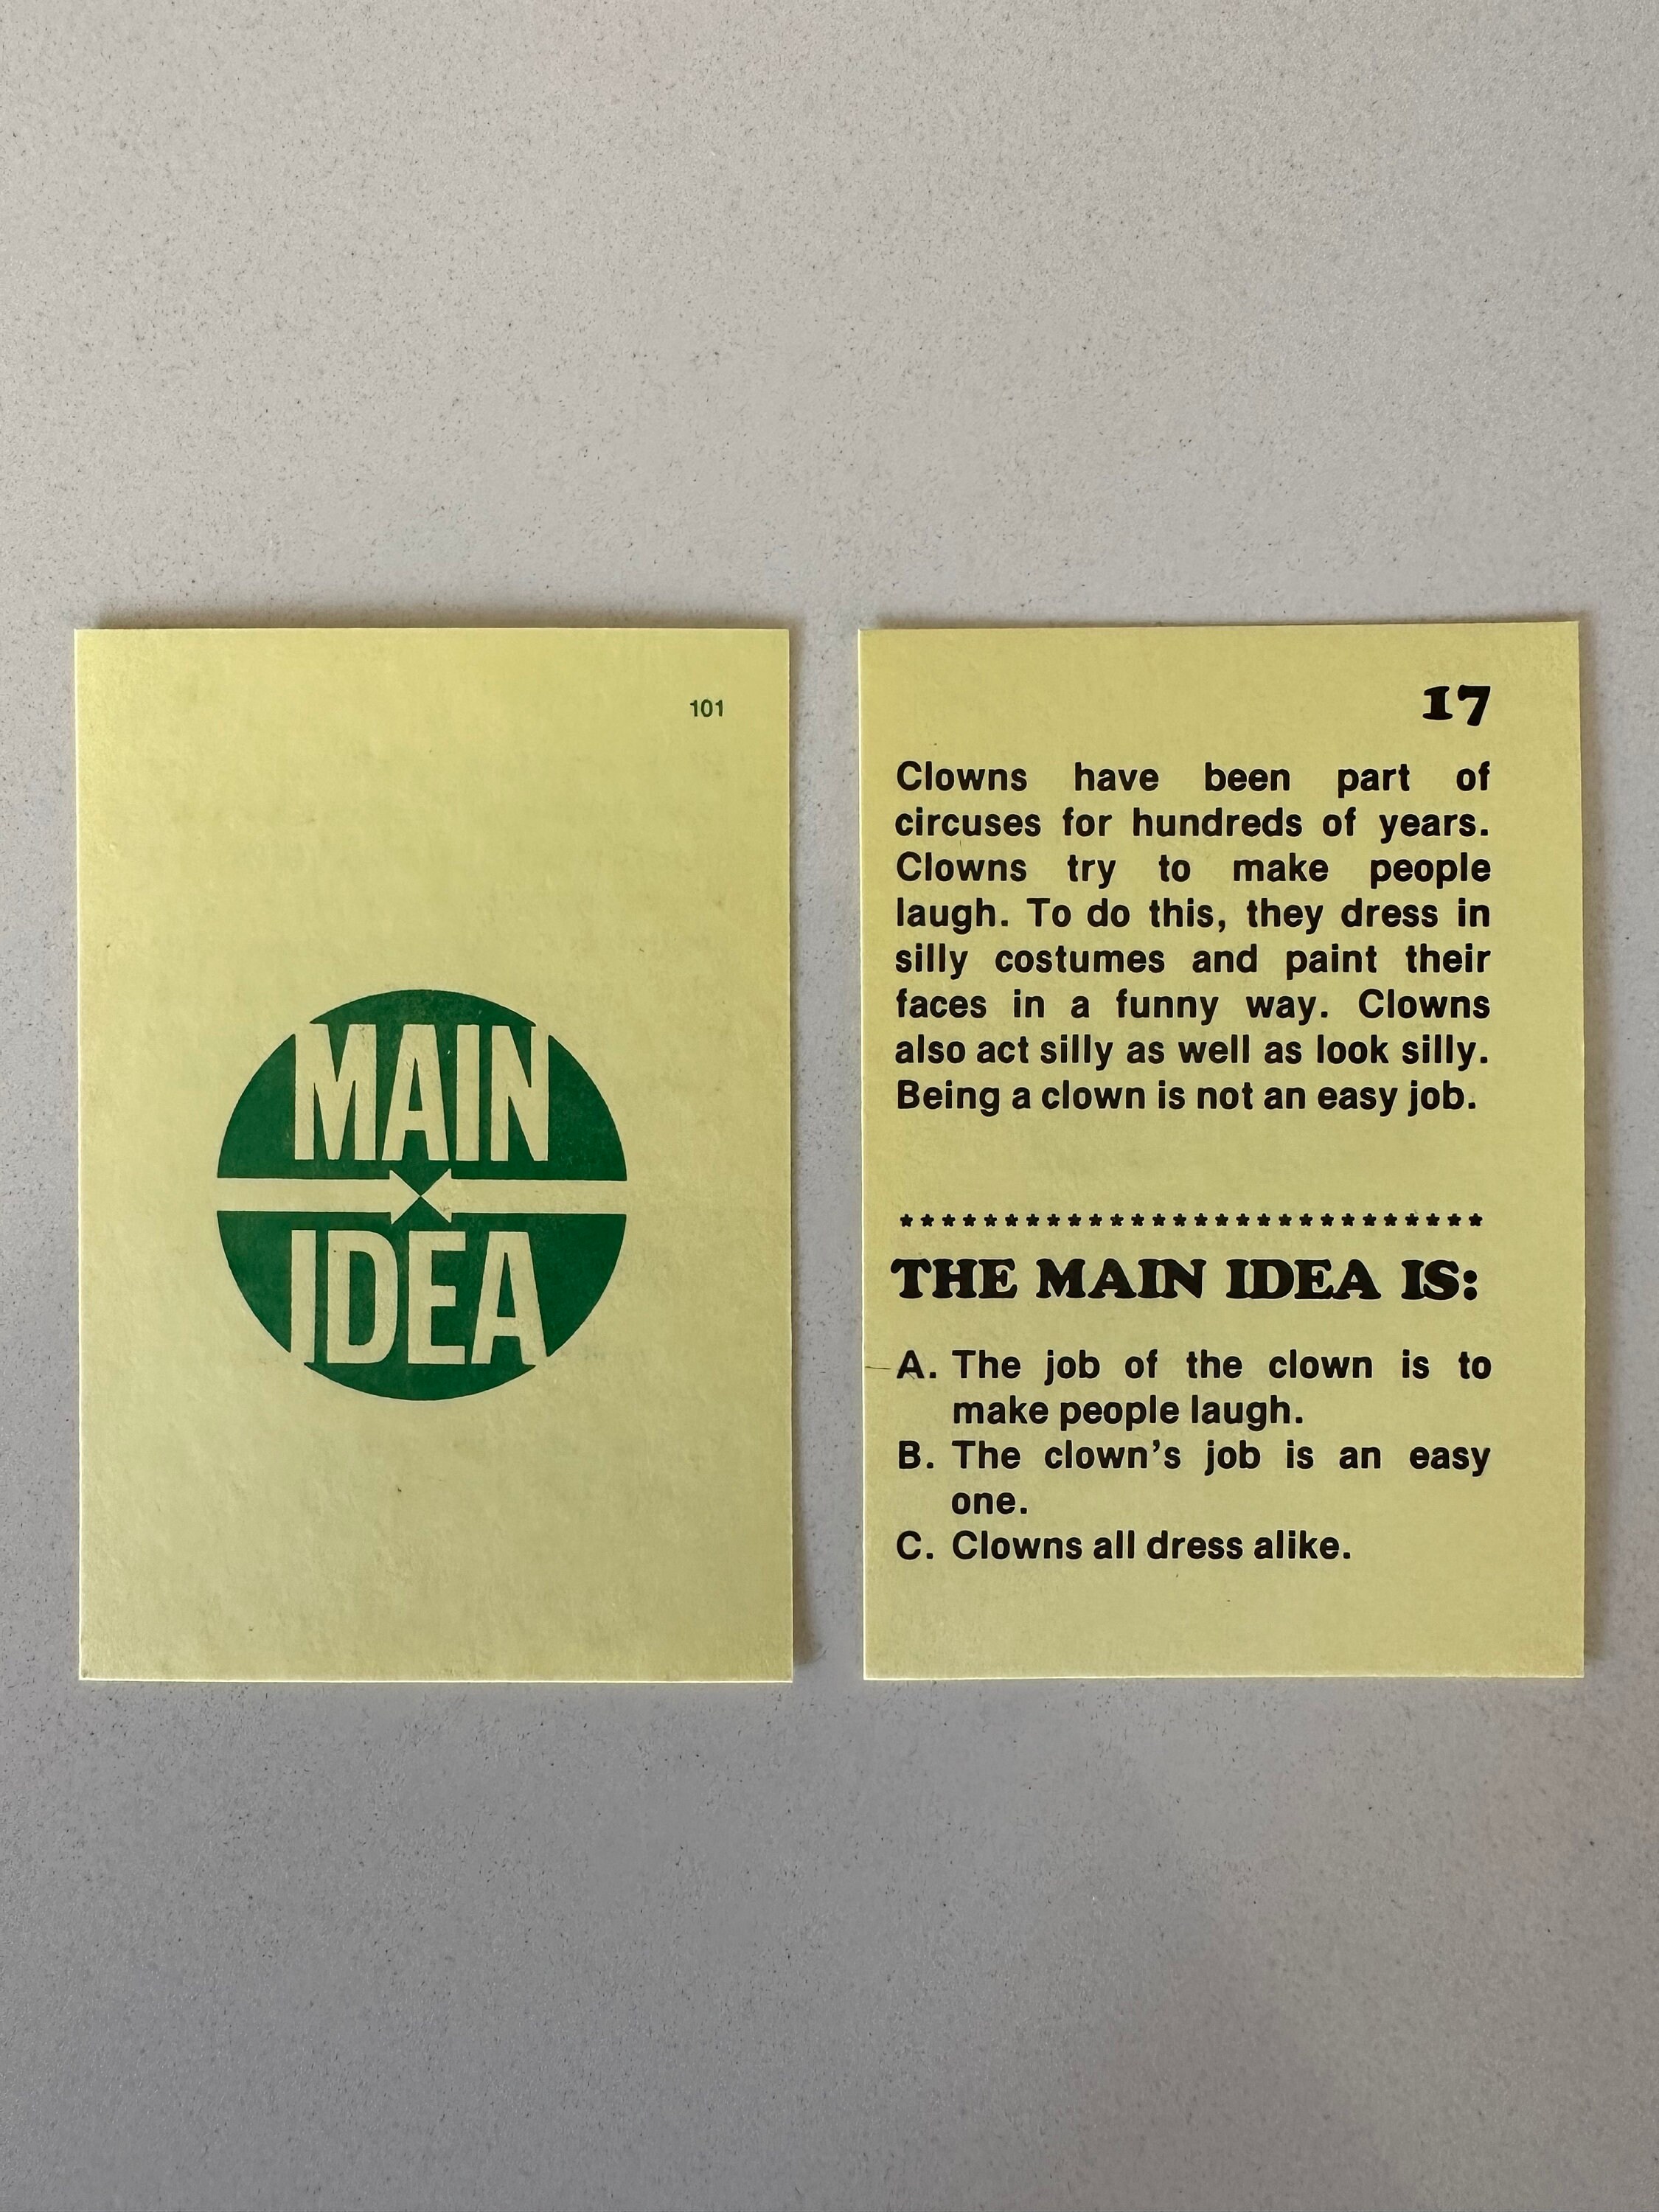 101
MAIN
IDEA
17
Clowns have been part of
circuses for hundreds of years.
Clowns try to make people
laugh. To do this, they dress in
silly costumes and paint their
faces in a funny way. Clowns
also act silly as well as look silly.
Being a clown is not an easy job.
****************************
THE MAIN IDEA IS:
A. The job of the clown is to
make people laugh.
B. The clown's job is an easy
one.
C. Clowns all dress alike.